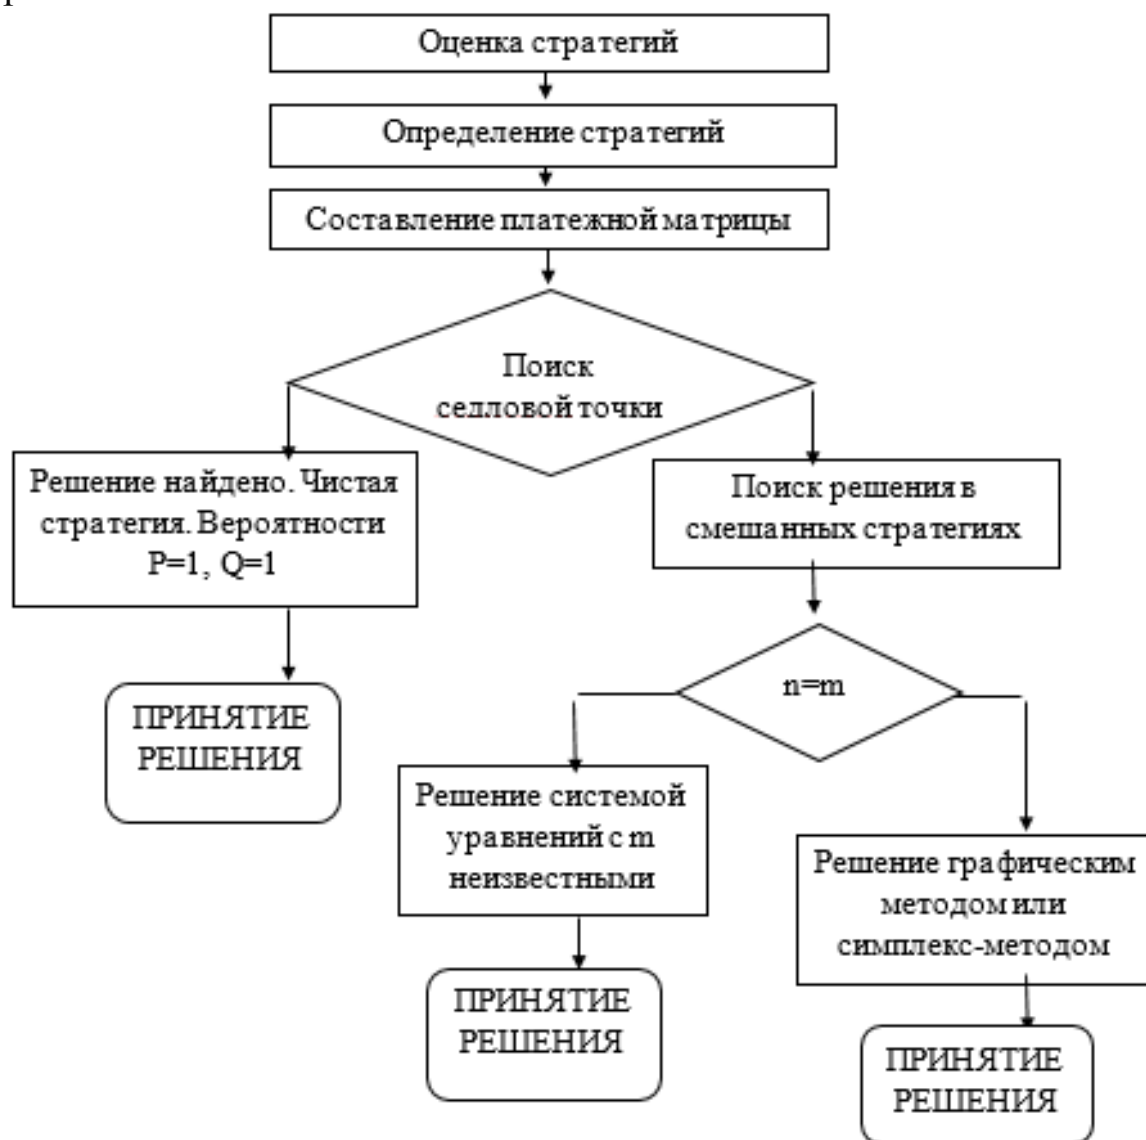 Оценка стратегий
Определение стратегий
Составление платежной матрицы
Поиск
седловой точки
Решение найдено. Чистая
стратегия. Вероятности
P=1, Q=1
Поиск решения в
смешанных стратегиях
ПРИНЯТИЕ
РЕШЕНИЯ
n=m
Решение системой
уравнений с m
неизвестными
Решение графическим
методом или
симплекс-методом
ПРИНЯТИЕ
РЕШЕНИЯ
ПРИНЯТИЕ
РЕШЕНИЯ